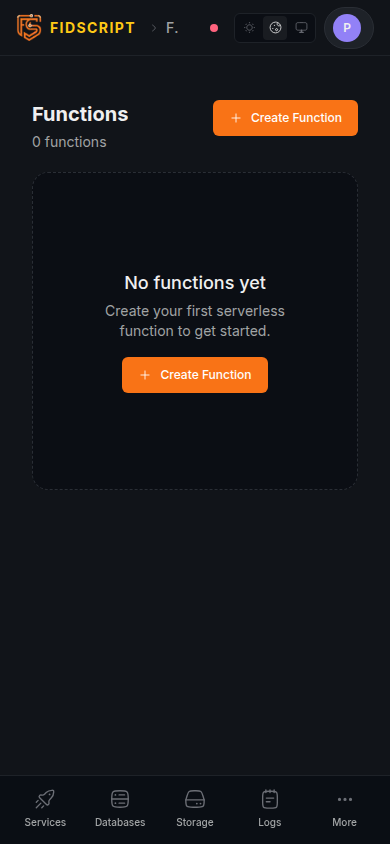 FIDSCRIPT
F.
P
Functions
Create Function
0 functions
No functions yet
Create your first serverless
function to get started.
Create Function
Services
Databases
Storage
Logs
More